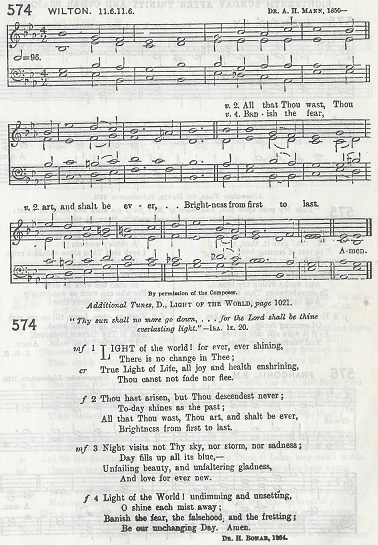 574 WILTON. 11.6.11.6. DR. A. H. MANN, 1850—
=96.
v. 2. All that Thou wast, Thou
v. 4. Ban - ish the fear,
v. 2. art, and shalt be ev - er, . . Bright-ness from first to last.
A-men.
By permission of the Composer.
Additional Tunes, D., LIGHT OF THE WORLD, page 1021.
574
"Thy sun shall no more go down, . . . for the Lord shall be thine
everlasting light."—ISA. lx. 20.
mf 1 LIGHT of the world! for ever, ever shining,
There is no change in Thee;
cr True Light of Life, all joy and health enshrining,
Thou canst not fade nor flee.
f 2 Thou hast arisen, but Thou descendest never;
To-day shines as the past;
All that Thou wast, Thou art, and shalt be ever,
Brightness from first to last.
mf 3 Night visits not Thy sky, nor storm, nor sadness;
Day fills up all its blue,—
Unfailing beauty, and unfaltering gladness,
And love for ever new.
f 4 Light of the World! undimming and unsetting,
O shine each mist away;
Banish the fear, the falsehood, and the fretting;
Be our unchanging Day. Amen.
DR. H. BONAR, 1864.